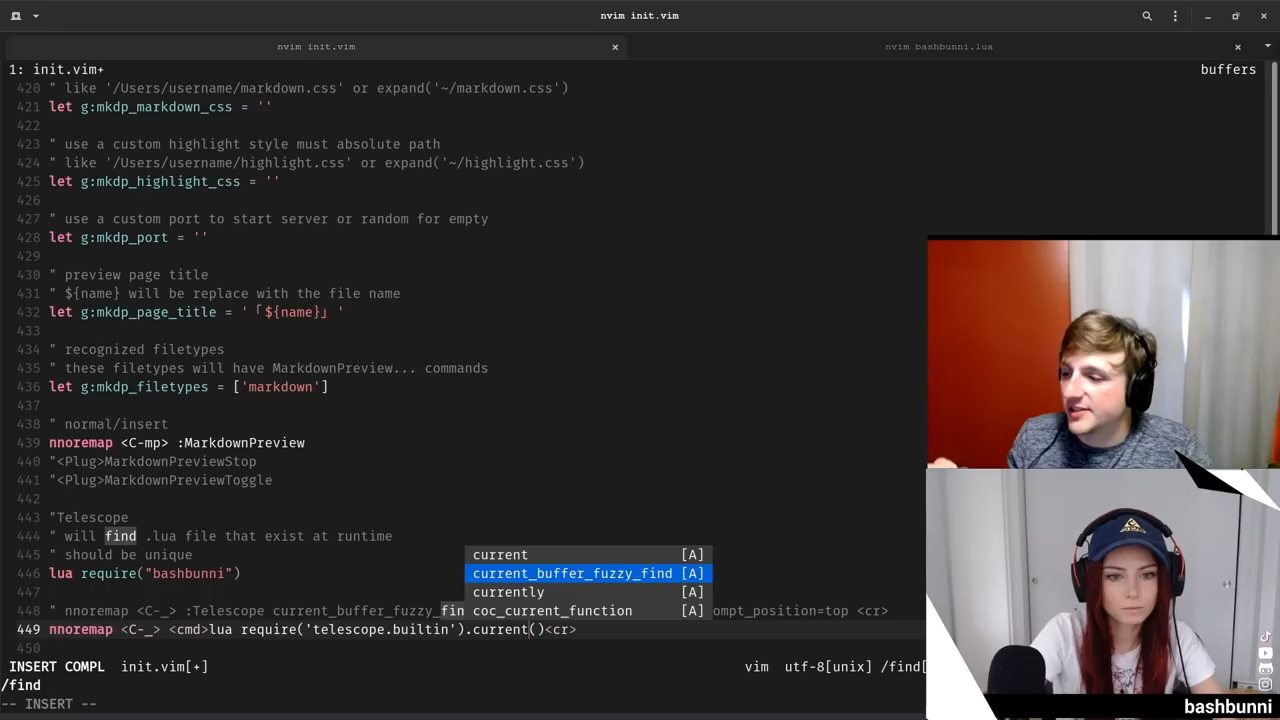 nvim init.vim
nvim init.vim
nvim bashbunni.lua
1: init.vim+
buffers
420 " like '/Users/username/markdown.css' or expand('~/markdown.css')
421 let g:mkdp_markdown_css = ''
422
423 " use a custom highlight style must absolute path
424 " like '/Users/username/highlight.css' or expand('~/highlight.css')
425 let g:mkdp_highlight_css = ''
426
427 " use a custom port to start server or random for empty
428 let g:mkdp_port = ''
429
430 " preview page title
431 " ${name} will be replace with the file name
432 let g:mkdp_page_title = '「${name}」'
433
434 " recognized filetypes
435 " these filetypes will have MarkdownPreview... commands
436 let g:mkdp_filetypes = ['markdown']
437
438 " normal/insert
439 nnoremap <C-mp> :MarkdownPreview
440 "<Plug>MarkdownPreviewStop
441 "<Plug>MarkdownPreviewToggle
442
443 "Telescope
444 " will find .lua file that exist at runtime
445 " should be unique
446 lua require("bashbunni")
447
current [A]
current_buffer_fuzzy_find [A]
currently [A]
coc_current_function [A]
448 " nnoremap <C-_> :Telescope current_buffer_fuzzy_fin ompt_position=top <cr>
449 nnoremap <C-_> <cmd>lua require('telescope.builtin').current()<cr>
450
INSERT COMPL init.vim[+]
vim utf-8[unix] /find[
/find
-- INSERT --
bashbunni